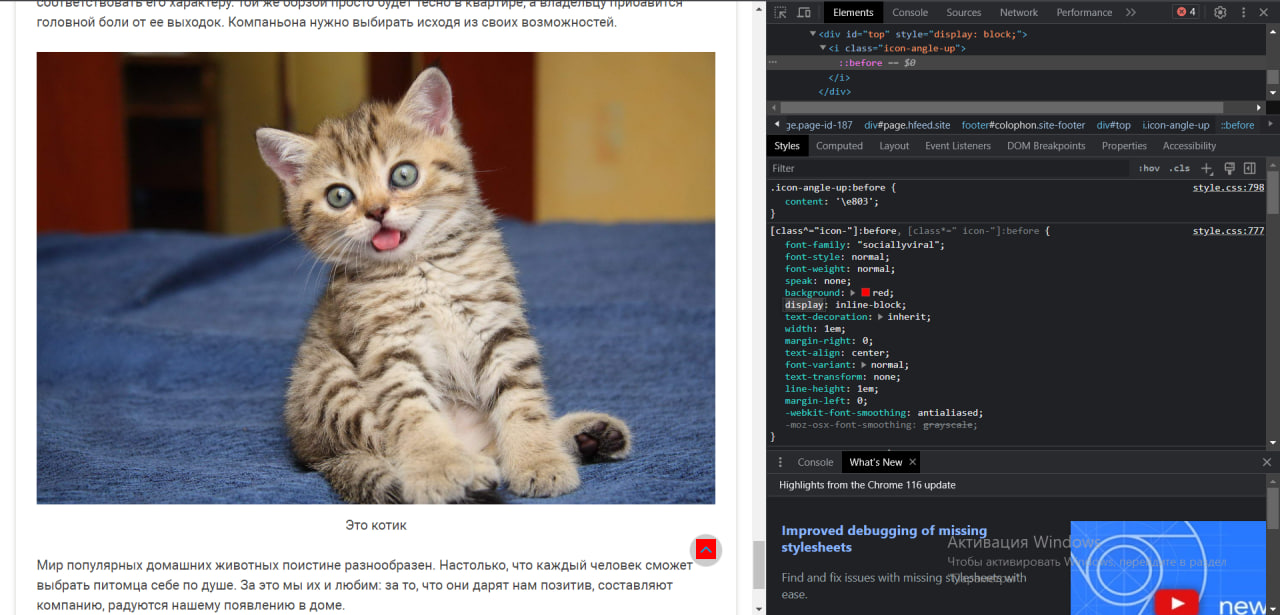 соответствовать его характеру. Той же борзой просто будет тесно в квартире, а владельцу прибавится
головной боли от ее выходок. Компаньона нужно выбирать исходя из своих возможностей.
Это котик
Мир популярных домашних животных поистине разнообразен. Настолько, что каждый человек сможет
выбрать питомца себе по душе. За это мы их и любим: за то, что они дарят нам позитив, составляют
компанию, радуются нашему появлению в доме.
Elements Console Sources Network Performance 4
<div id="top" style="display: block;">
<i class="icon-angle-up">
::before == $0
</i>
</div>
ge.page-id-187 div#page.hfeed.site footer#colophon.site-footer div#top i.icon-angle-up ::before
Styles Computed Layout Event Listeners DOM Breakpoints Properties Accessibility
Filter :hov .cls
.icon-angle-up:before { style.css:798
content: '\e803';
}
[class^="icon-"]:before, [class*=" icon-"]:before { style.css:777
font-family: "sociallyviral";
font-style: normal;
font-weight: normal;
speak: none;
background: red;
display: inline-block;
text-decoration: inherit;
width: 1em;
margin-right: 0;
text-align: center;
font-variant: normal;
text-transform: none;
line-height: 1em;
margin-left: 0;
-webkit-font-smoothing: antialiased;
-moz-osx-font-smoothing: grayscale;
}
Console What's New
Highlights from the Chrome 116 update
Improved debugging of missing
stylesheets
Find and fix issues with missing stylesheets with
ease.
Активация Windows
Чтобы активировать Windows, перейдите в раздел
"Параметры".
new